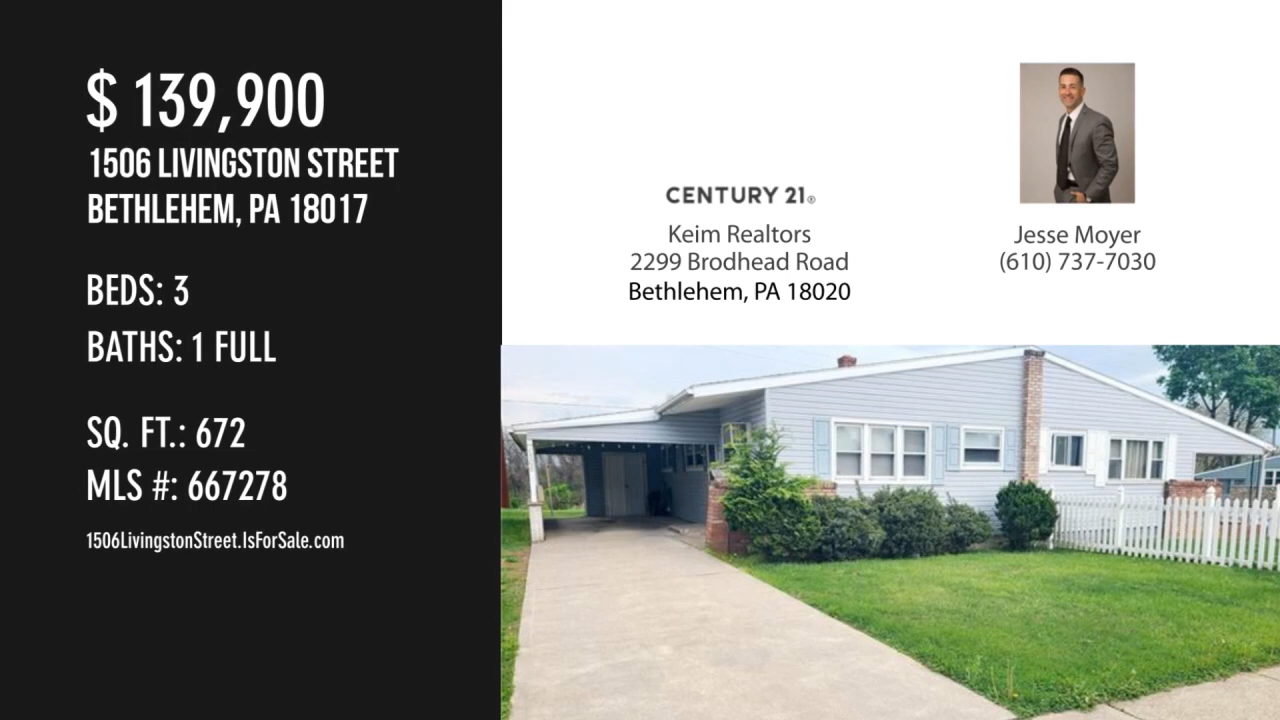 $ 139,900
1506 LIVINGSTON STREET
BETHLEHEM, PA 18017
BEDS: 3
BATHS: 1 FULL
SQ. FT.: 672
MLS #: 667278
1506LivingstonStreet.IsForSale.com
CENTURY 21®
Keim Realtors
2299 Brodhead Road
Bethlehem, PA 18020
Jesse Moyer
(610) 737-7030